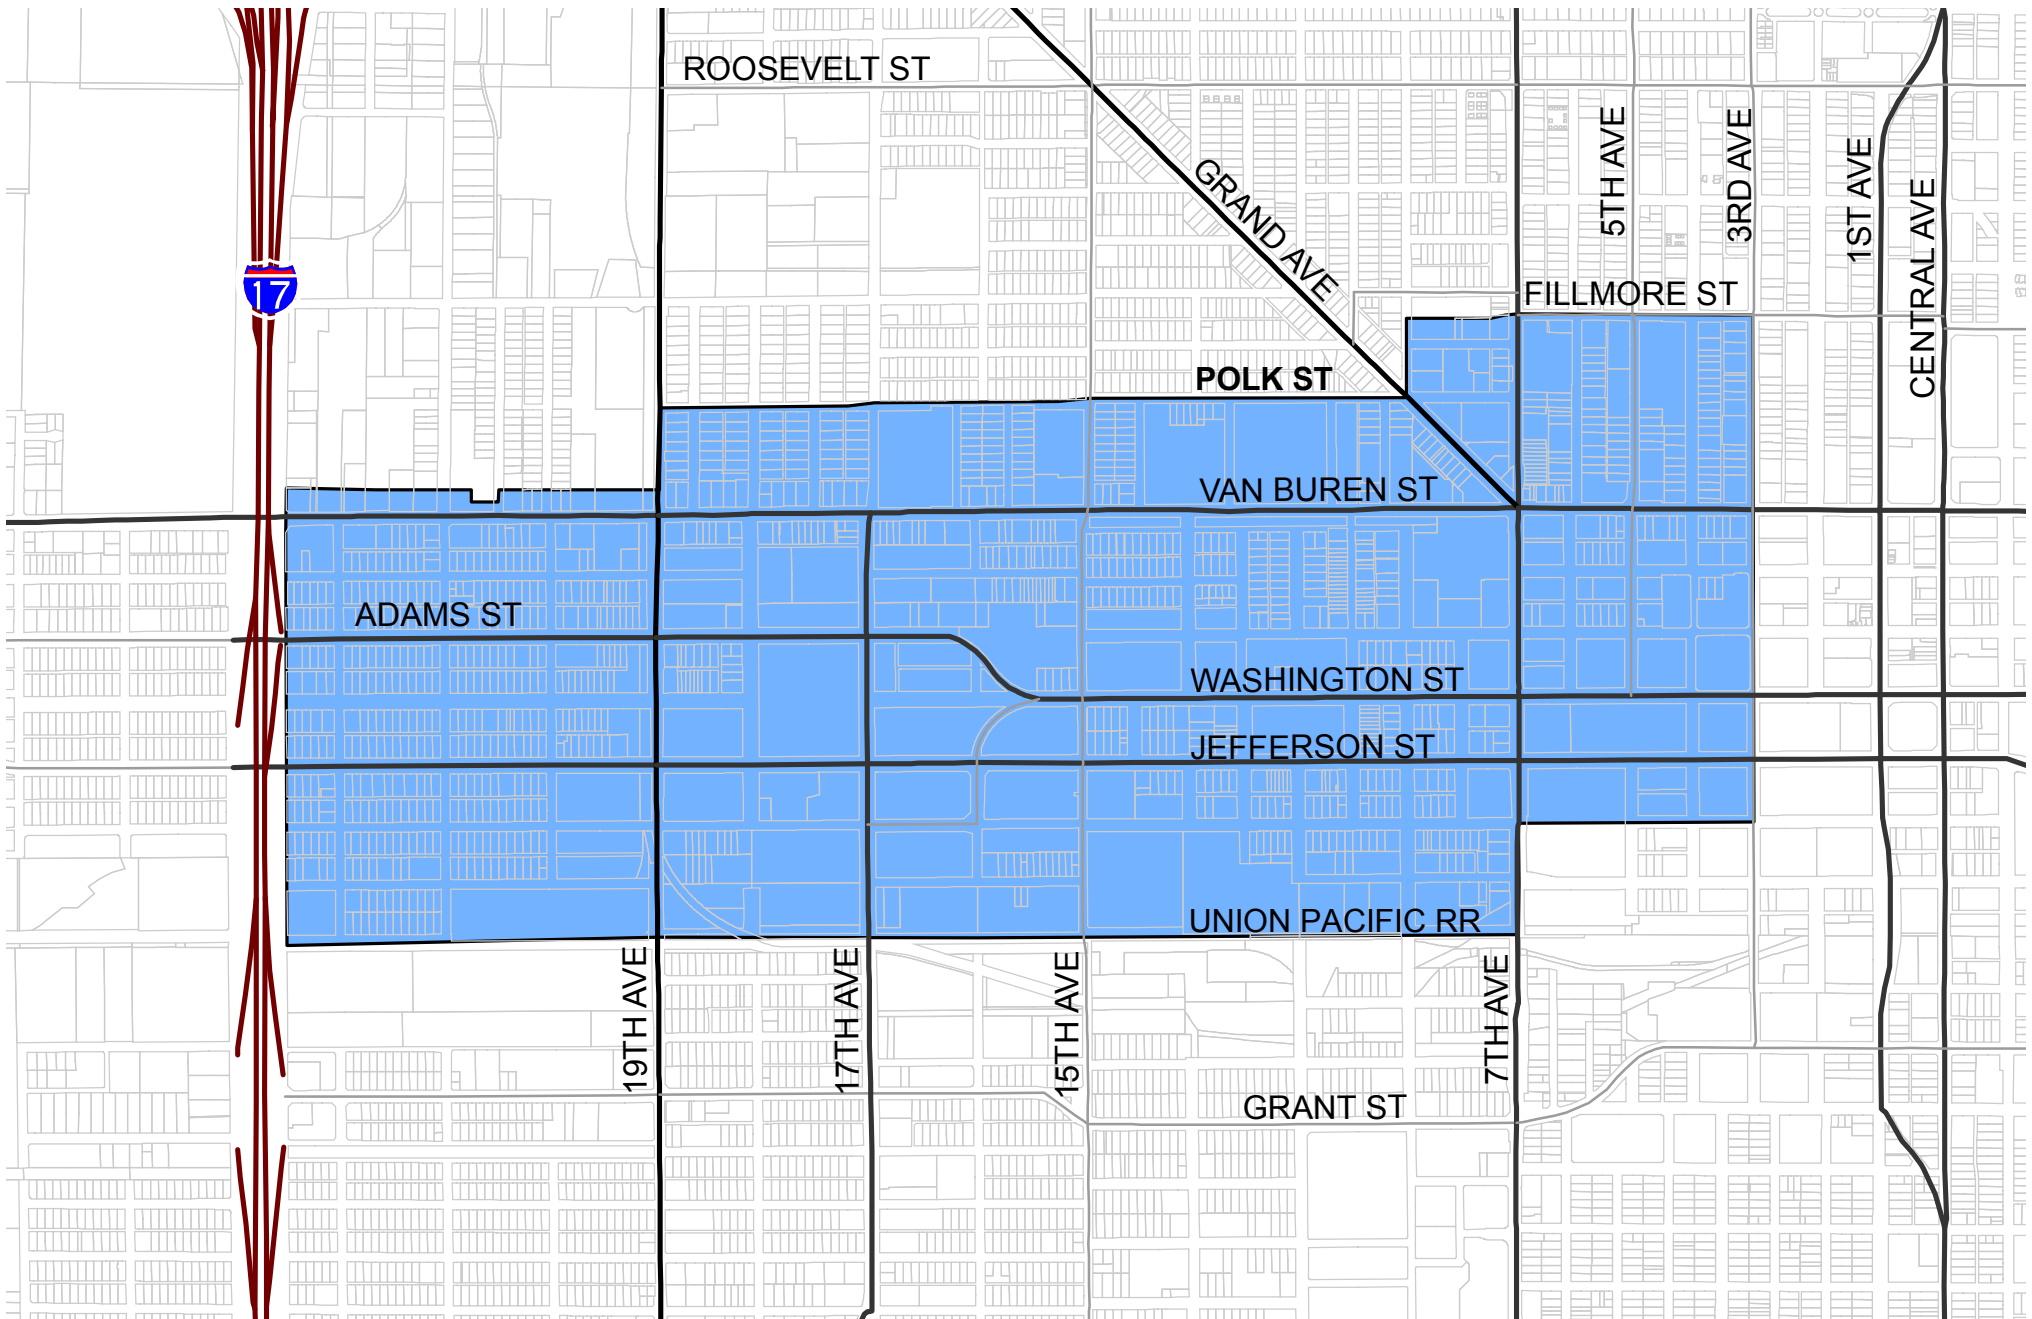 ROOSEVELT ST
5TH AVE
3RD AVE
1ST AVE
GRAND AVE
CENTRAL AVE
17
FILLMORE ST
POLK ST
VAN BUREN ST
ADAMS ST
WASHINGTON ST
JEFFERSON ST
UNION PACIFIC RR
19TH AVE
17TH AVE
15TH AVE
7TH AVE
GRANT ST